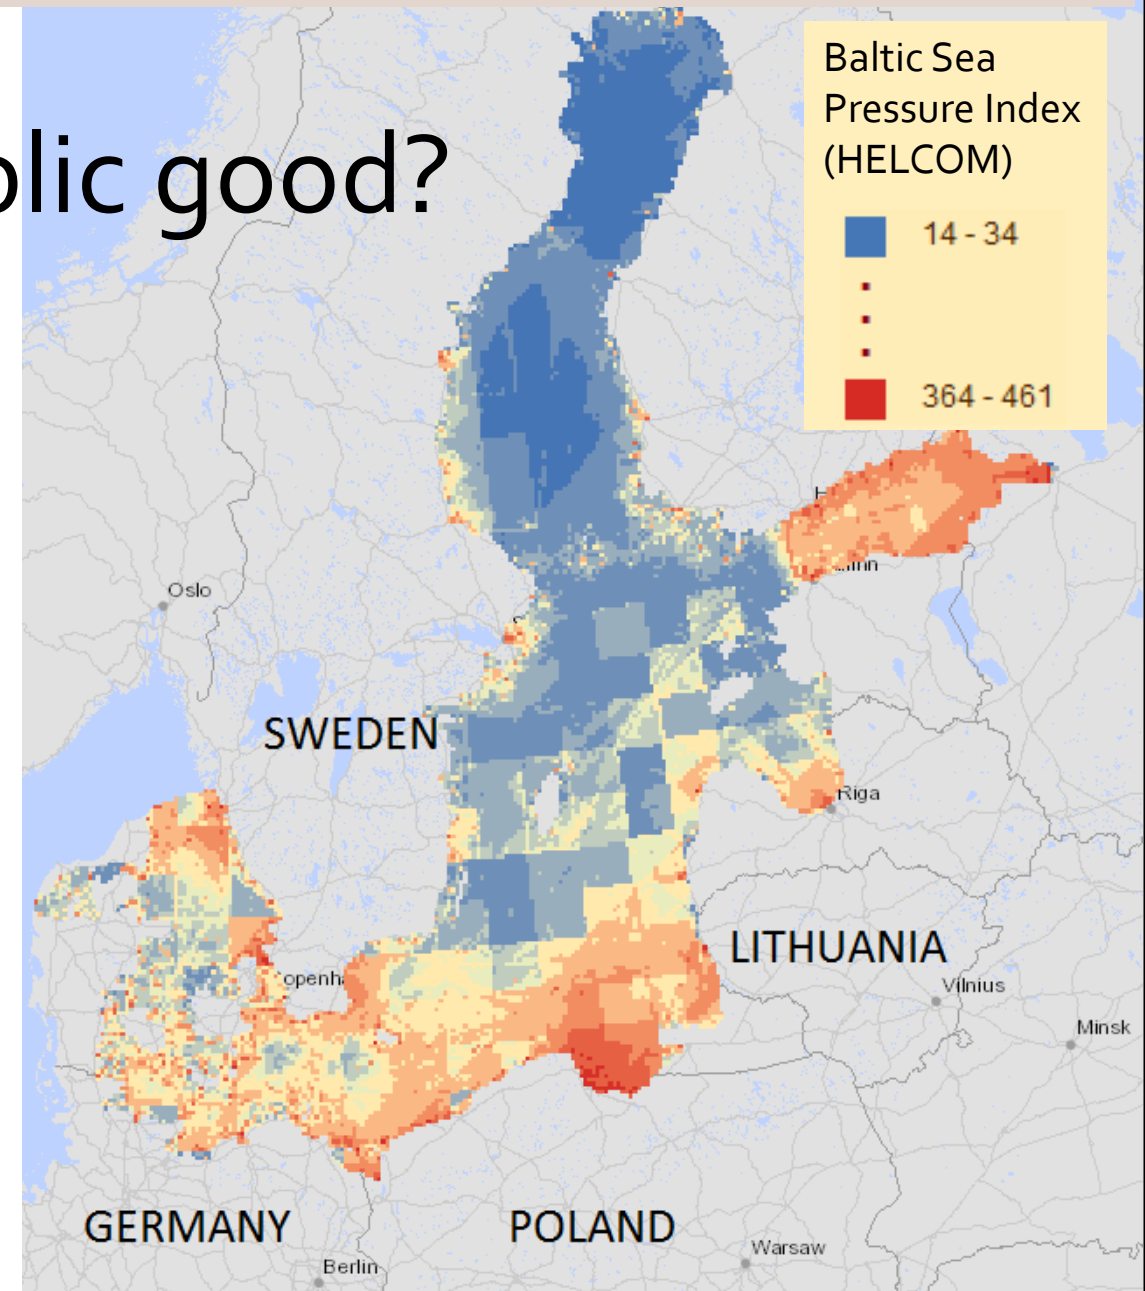 Baltic Sea
Pressure Index
(HELCOM)
blic good?
14 - 34
364 - 461
Oslo
SWEDEN
Riga
LITHUANIA
Vilnius
Minsk
GERMANY
POLAND
Warsaw
Berlin